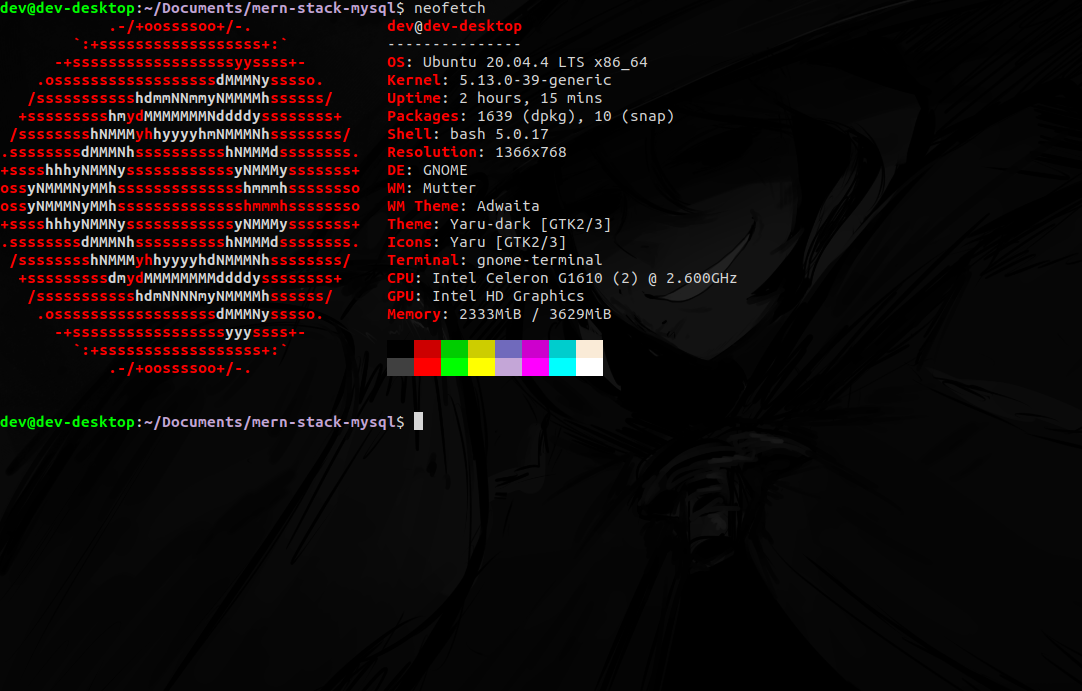 dev@dev-desktop:~/Documents/mern-stack-mysql$ neofetch
            .-/+oossssoo+/-.               dev@dev-desktop
        `:+ssssssssssssssssss+:`           ---------------
      -+ssssssssssssssssssyyssss+-         OS: Ubuntu 20.04.4 LTS x86_64
    .ossssssssssssssssssdMMMNysssso.       Kernel: 5.13.0-39-generic
   /ssssssssssshdmmNNmmyNMMMMhssssss/      Uptime: 2 hours, 15 mins
  +ssssssssshmydMMMMMMMNddddyssssssss+     Packages: 1639 (dpkg), 10 (snap)
 /sssssssshNMMMyhhyyyyhmNMMMNhssssssss/    Shell: bash 5.0.17
.ssssssssdMMMNhsssssssssshNMMMdssssssss.   Resolution: 1366x768
+sssshhhyNMMNyssssssssssssyNMMMysssssss+   DE: GNOME
ossyNMMMNyMMhsssssssssssssshmmmhssssssso   WM: Mutter
ossyNMMMNyMMhsssssssssssssshmmmhssssssso   WM Theme: Adwaita
+sssshhhyNMMNyssssssssssssyNMMMysssssss+   Theme: Yaru-dark [GTK2/3]
.ssssssssdMMMNhsssssssssshNMMMdssssssss.   Icons: Yaru [GTK2/3]
 /sssssssshNMMMyhhyyyyhdNMMMNhssssssss/    Terminal: gnome-terminal
  +sssssssssdmydMMMMMMMMddddyssssssss+     CPU: Intel Celeron G1610 (2) @ 2.600GHz
   /ssssssssssshdmNNNNmyNMMMMhssssss/      GPU: Intel HD Graphics
    .ossssssssssssssssssdMMMNysssso.       Memory: 2333MiB / 3629MiB
      -+sssssssssssssssssyyyssss+-
        `:+ssssssssssssssssss+:`
            .-/+oossssoo+/-.
dev@dev-desktop:~/Documents/mern-stack-mysql$